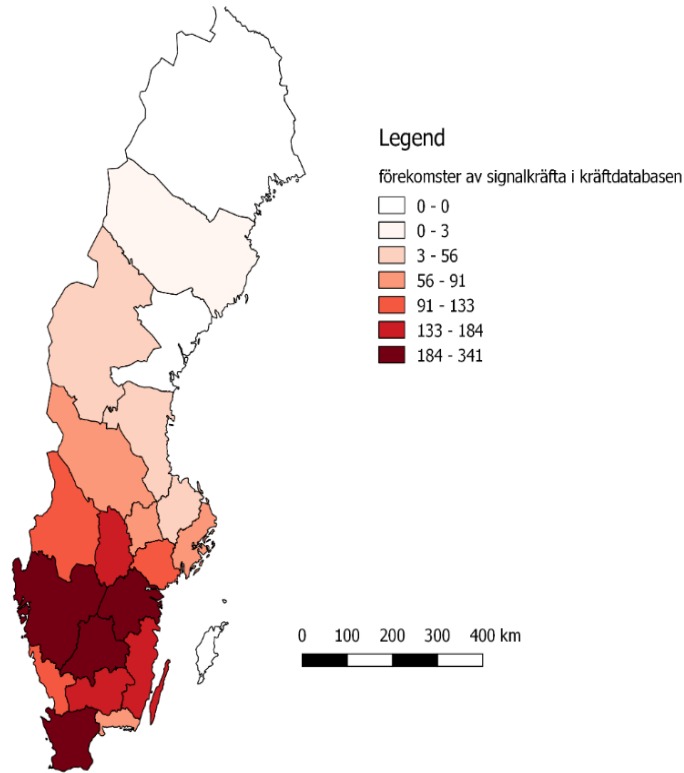 Legend
förekomster av signalkräfta i kräftdatabasen
0 - 0
0 - 3
3 - 56
56 - 91
91 - 133
133 - 184
184 - 341
0 100 200 300 400 km